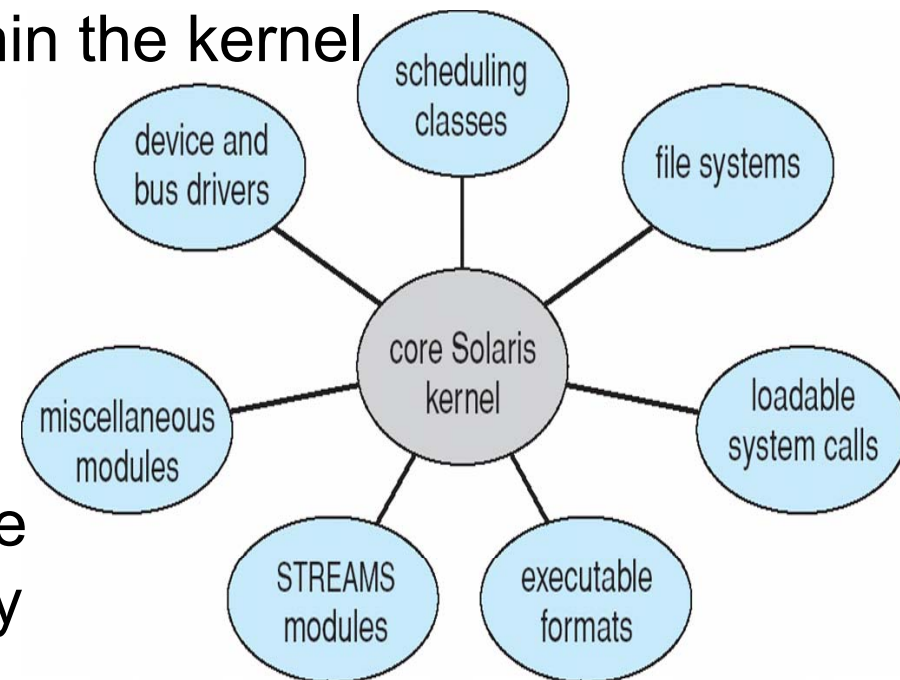 the kernel
scheduling
classes
device and
bus drivers
file systems
core Solaris
kernel
miscellaneous
modules
loadable
system calls
STREAMS
modules
executable
formats